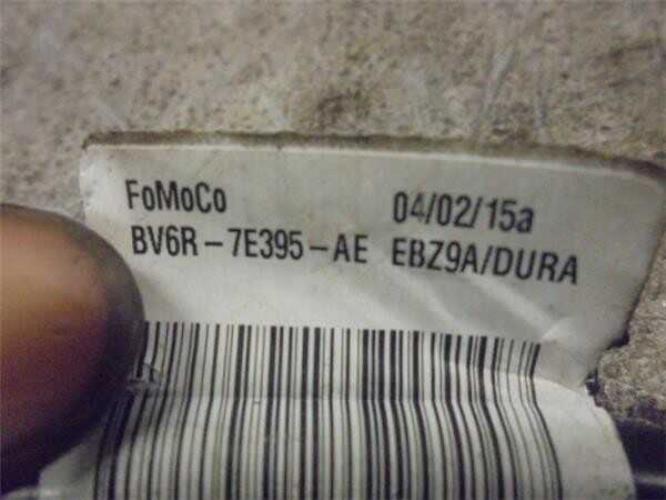 FoMoCo 04/02/15a
BV6R-7E395-AE EBZ9A/DURA